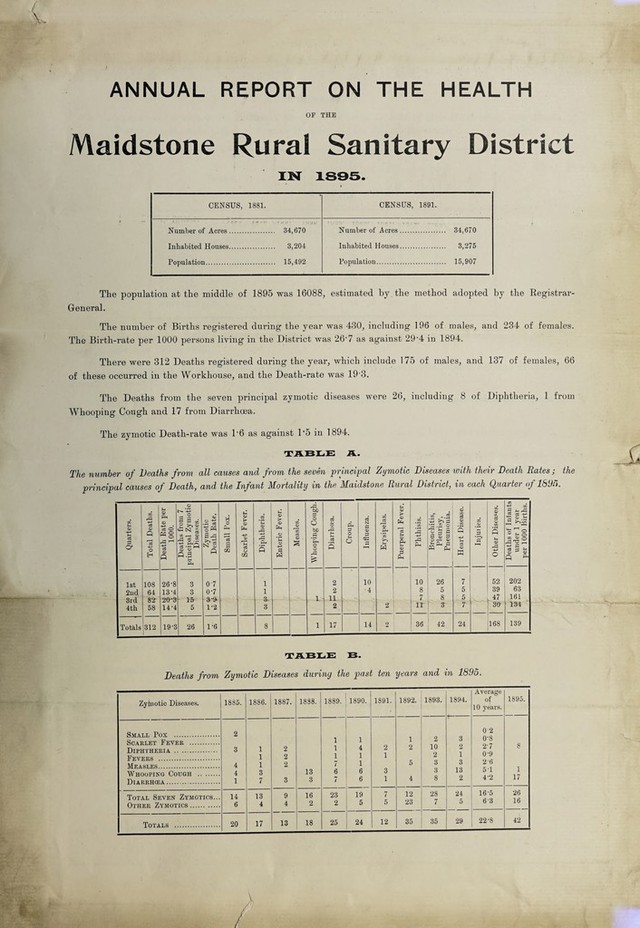 ANNUAL REPORT ON THE HEALTH
OF THE
Maidstone Rural Sanitary District
IN 1895.
CENSUS, 1881. CENSUS, 1891.
Number of Acres................... 34,670 Number of Acres................... 34,670
Inhabited Houses................... 3,204 Inhabited Houses................... 3,275
Population............................ 15,492 Population............................ 15,907
The population at the middle of 1895 was 16088, estimated by the method adopted by the Registrar-
General.
The number of Births registered during the year was 430, including 196 of males, and 234 of females.
The Birth-rate per 1000 persons living in the District was 26·7 as against 29·4 in 1894.
There were 312 Deaths registered during the year, which include 175 of males, and 137 of females, 66
of these occurred in the Workhouse, and the Death-rate was 19·3.
The Deaths from the seven principal zymotic diseases were 26, including 8 of Diphtheria, 1 from
Whooping Cough and 17 from Diarrhœa.
The zymotic Death-rate was 1·6 as against 1·5 in 1894.
TABLE A.
The number of Deaths from all causes and from the seven principal Zymotic Diseases with their Death Rates; the
principal causes of Death, and the Infant Mortality in the Maidstone Rural District, in each Quarter of 1895.
Quarters. Total Deaths. Death Rate per 1000. Deaths from 7 principal Zymotic Diseases. Zymotic Death Rate. Small Pox. Scarlet Fever. Diphtheria. Enteric Fever. Measles. Whooping Cough. Diarrhœa. Croup. Influenza. Erysipelas. Puerperal Fever. Phthisis. Bronchitis, Pleurisy, Pneumonia. Heart Disease. Injuries. Other Diseases. Deaths of Infants under 1 year per 1000 Births.
1st 108 26·8 3 0·7 1 2 10 10 26 7 52 202
2nd 64 13·4 3 0·7 1 2 4 8 5 5 39 63
3rd 82 20·3 15 3·9 3 1 11 7 8 5 47 161
4th 58 14·4 5 1·2 3 2 2 11 3 7 30 134
Totals 312 19·3 26 1·6 8 1 17 14 2 36 42 24 168 139
TABLE B.
Deaths from Zymotic Diseases during the past ten years and in 1895.
Zymotic Diseases. 1885. 1886. 1887. 1888. 1889. 1890. 1891. 1892. 1893. 1894. Average of 10 years. 1895.
SMALL POX .................. 2 0·2
SCARLET FEVER ............ 1 1 1 2 3 0·8
DIPHTHERIA .................. 3 1 2 1 4 2 2 10 2 2·7 8
FEVERS ........................ 1 2 1 1 1 2 1 0·9
MEASLES..................... 4 1 2 7 1 5 3 3 2·6
WHOOPING COUGH ........ 4 3 13 6 6 3 3 13 5·1 1
DIARRHŒA..................... 1 7 3 3 7 6 1 4 8 2 4·2 17
TOTAL SEVEN ZYMOTICS... 14 13 9 16 23 19 7 12 28 24 16·5 26
OTHER ZYMOTICS............ 6 4 4 2 2 5 5 23 7 5 6·3 16
TOTALS .................. 20 17 13 18 25 24 12 35 35 29 22·8 42